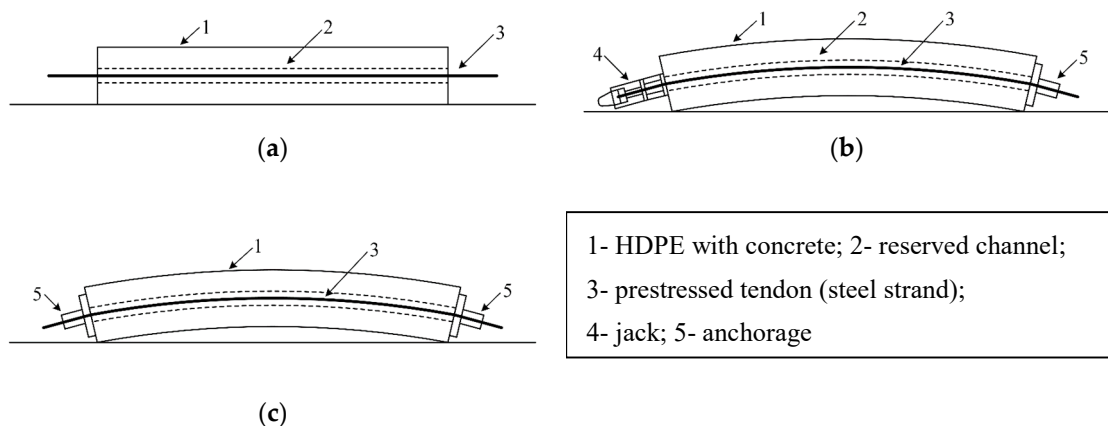 1 2 3
(a)
1 2 3
4 5
(b)
1 3
5 5
(c)
1- HDPE with concrete; 2- reserved channel;
3- prestressed tendon (steel strand);
4- jack; 5- anchorage